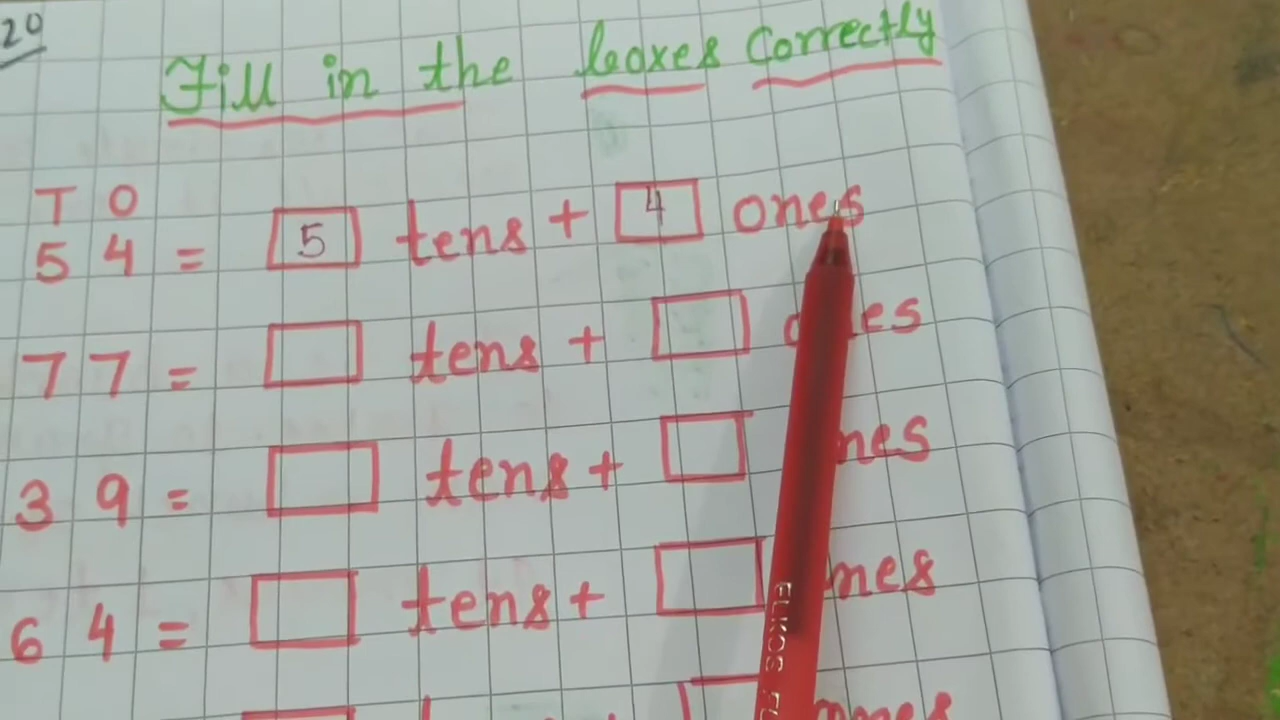 20
Fill in the boxes Correctly
T O
5 4 = 5 tens + 4 ones
7 7 = tens + ones
3 9 = tens + ones
6 4 = tens + ones
ELKOS